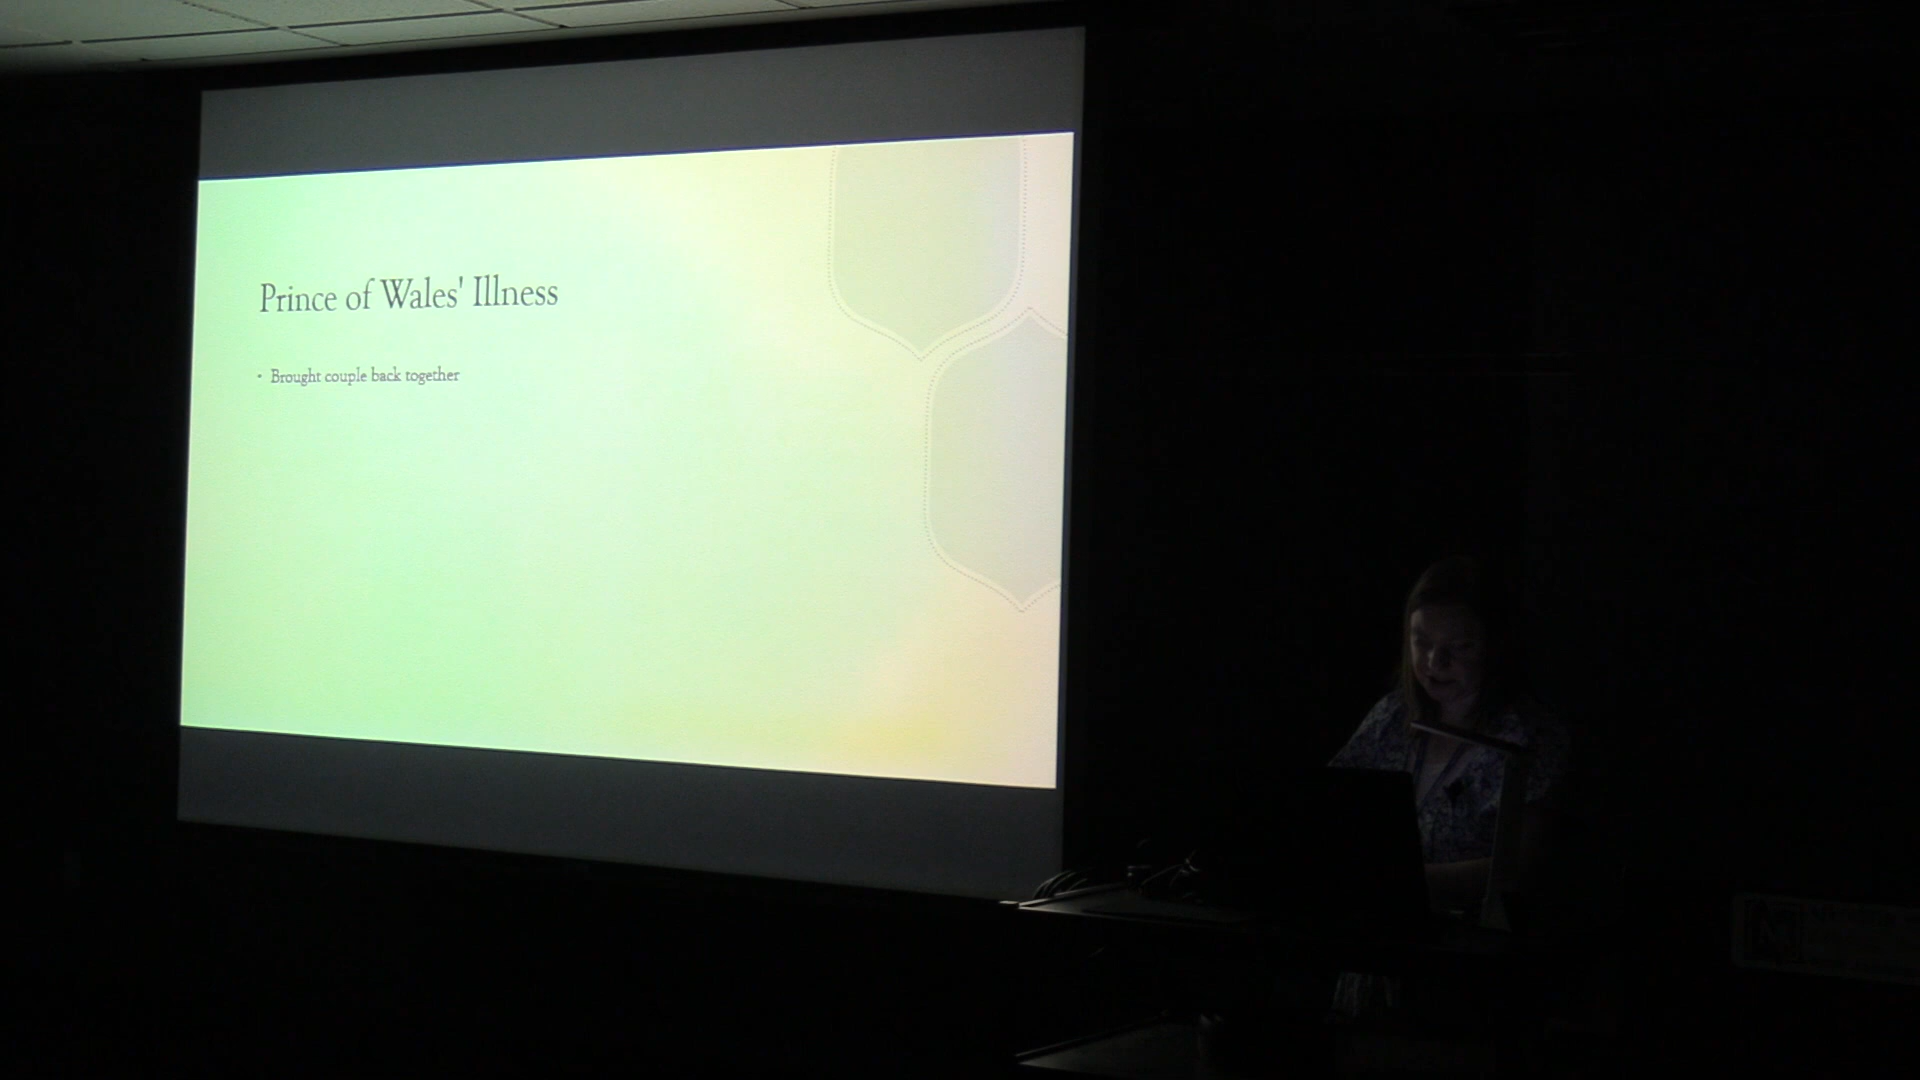 Prince of Wales' Illness
• Brought couple back together